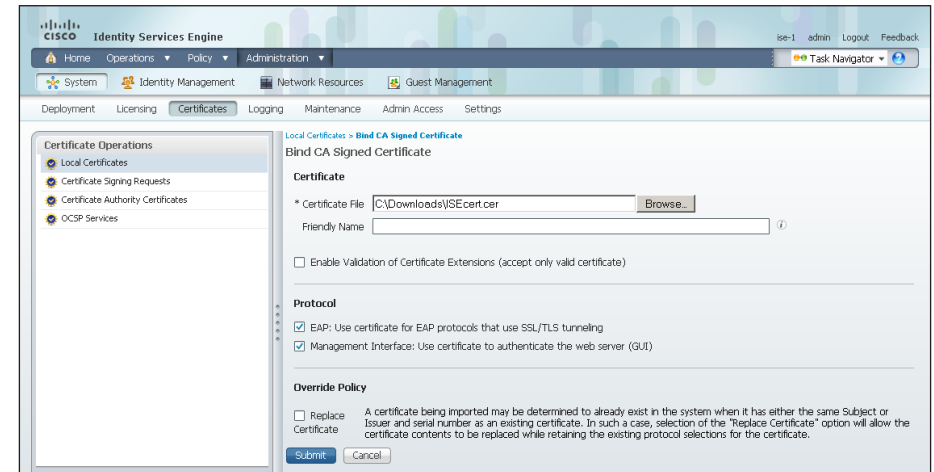 CISCO Identity Services Engine
ise-1 admin Logout Feedback
Home Operations Policy Administration
Task Navigator
System Identity Management Network Resources Guest Management
Deployment Licensing Certificates Logging Maintenance Admin Access Settings
Certificate Operations
Local Certificates
Certificate Signing Requests
Certificate Authority Certificates
OCSP Services
Local Certificates > Bind CA Signed Certificate
Bind CA Signed Certificate
Certificate
* Certificate File C:\Downloads\ISEcert.cer Browse...
Friendly Name
Enable Validation of Certificate Extensions (accept only valid certificate)
Protocol
EAP: Use certificate for EAP protocols that use SSL/TLS tunneling
Management Interface: Use certificate to authenticate the web server (GUI)
Override Policy
Replace Certificate
A certificate being imported may be determined to already exist in the system when it has either the same Subject or
Issuer and serial number as an existing certificate. In such a case, selection of the "Replace Certificate" option will allow the
certificate contents to be replaced while retaining the existing protocol selections for the certificate.
Submit Cancel